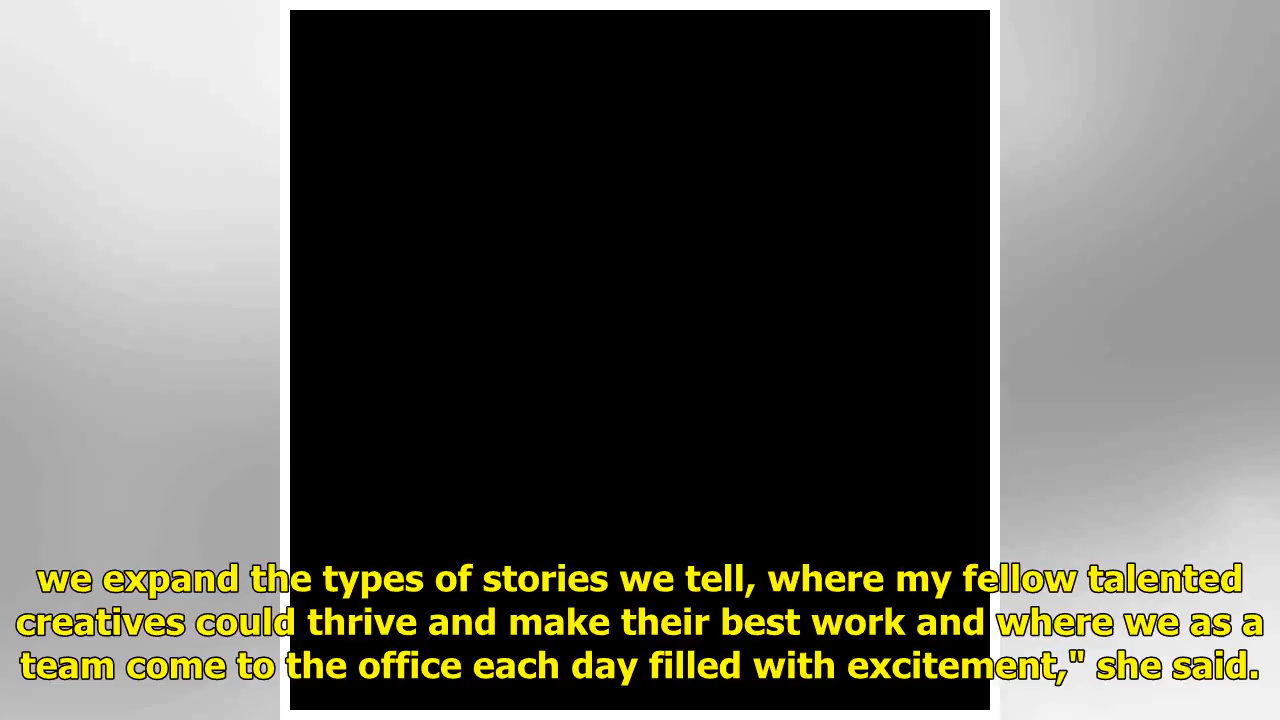 we expand the types of stories we tell, where my fellow talented
creatives could thrive and make their best work and where we as a
team come to the office each day filled with excitement," she said.